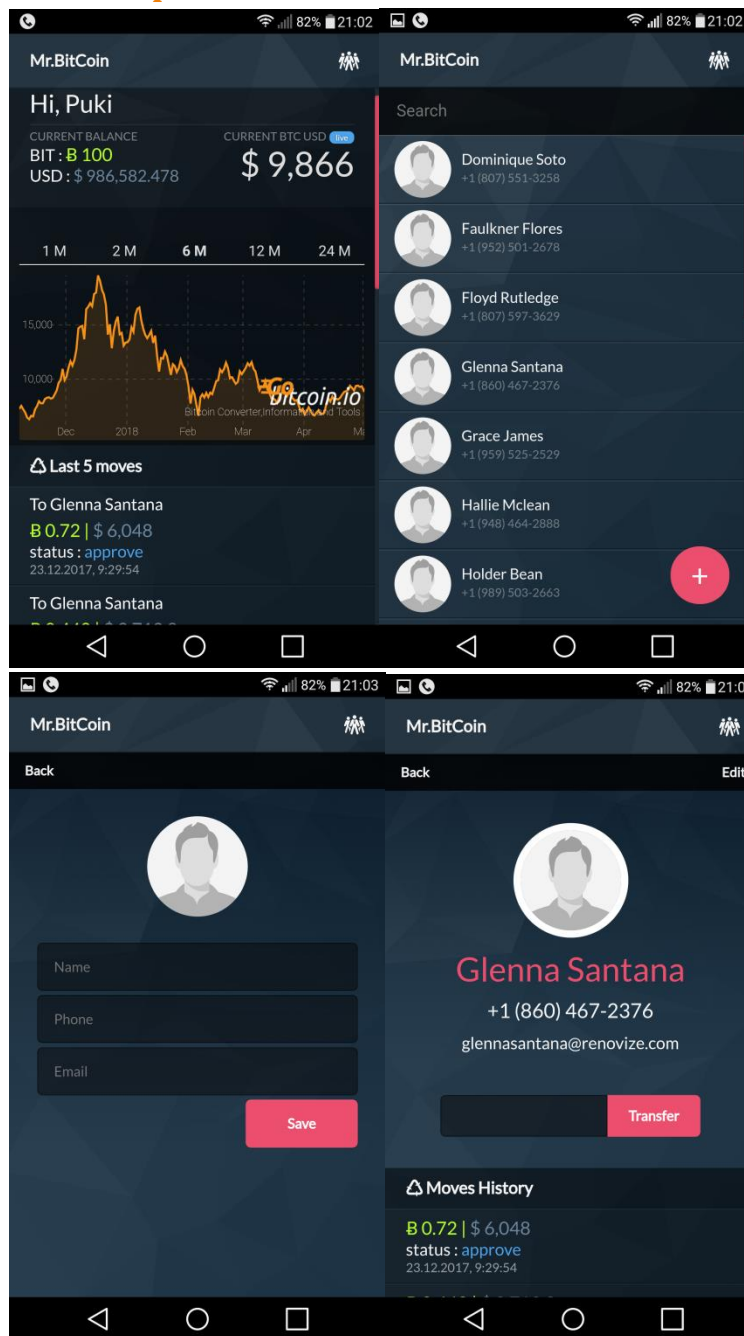 82% 21:02
Mr.BitCoin
Hi, Puki
CURRENT BALANCE
CURRENT BTC USD live
BIT : Ƀ 100
USD : $ 986,582.478
$ 9,866
1 M 2 M 6 M 12 M 24 M
15,000
10,000
Bitcoin.io
Dec 2018 Feb Mar Apr
Last 5 moves
To Glenna Santana
Ƀ 0.72 | $ 6,048
status : approve
23.12.2017, 9:29:54
To Glenna Santana
82% 21:02
Mr.BitCoin
Search
Dominique Soto
+1 (807) 551-3258
Faulkner Flores
+1 (952) 501-2678
Floyd Rutledge
+1 (807) 597-3629
Glenna Santana
+1 (860) 467-2376
Grace James
+1 (959) 525-2529
Hallie Mclean
+1 (948) 464-2888
Holder Bean
+1 (989) 503-2663
+
82% 21:03
Mr.BitCoin
Back
Name
Phone
Email
Save
82% 21:0
Mr.BitCoin
Back Edit
Glenna Santana
+1 (860) 467-2376
glennasantana@renovize.com
Transfer
Moves History
Ƀ 0.72 | $ 6,048
status : approve
23.12.2017, 9:29:54